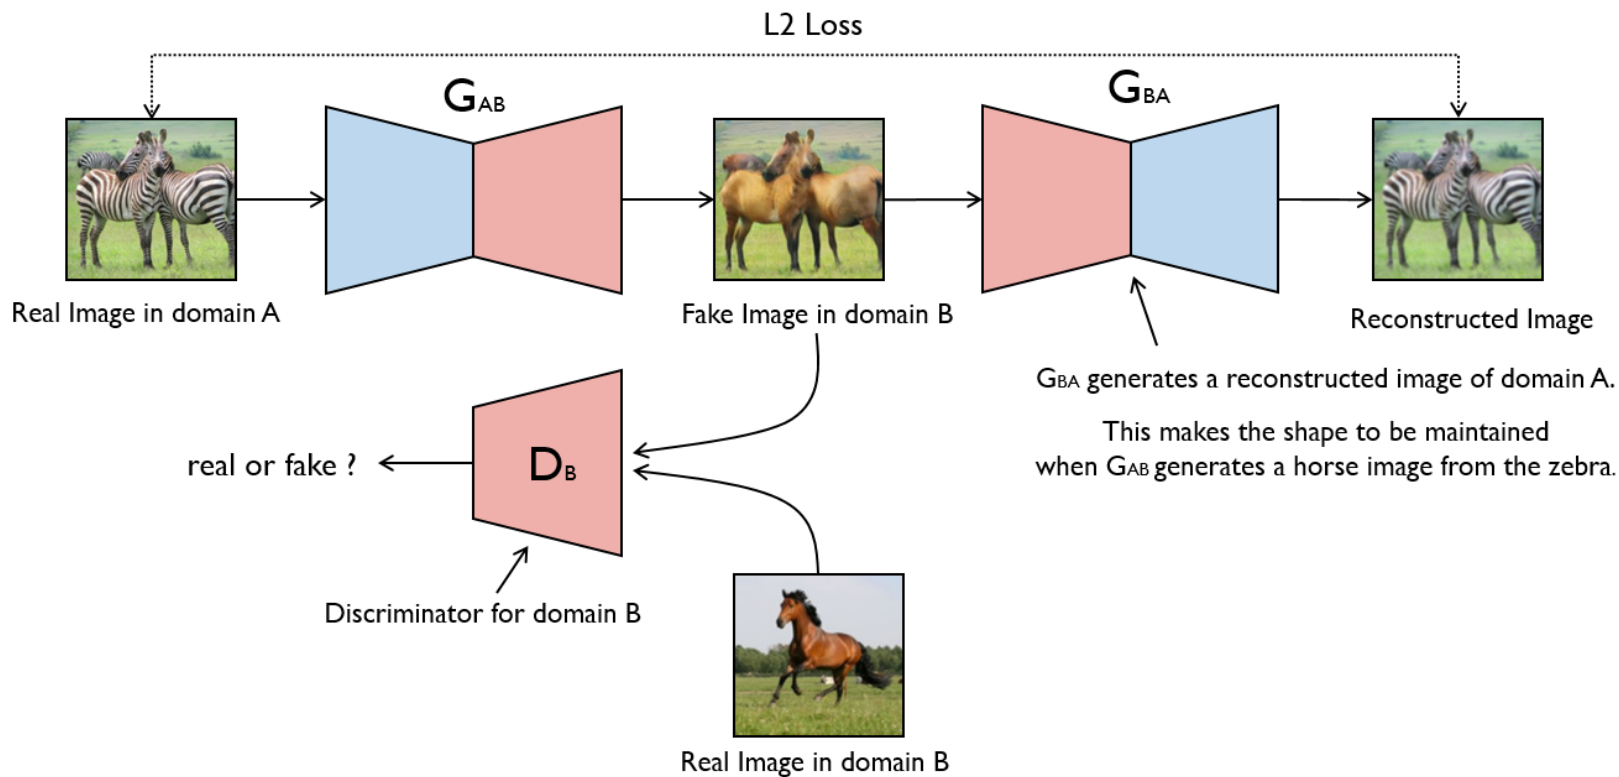 L2 Loss
GAB
GBA
Real Image in domain A
Fake Image in domain B
Reconstructed Image
GBA generates a reconstructed image of domain A.
This makes the shape to be maintained
when GAB generates a horse image from the zebra.
real or fake ?
DB
Discriminator for domain B
Real Image in domain B